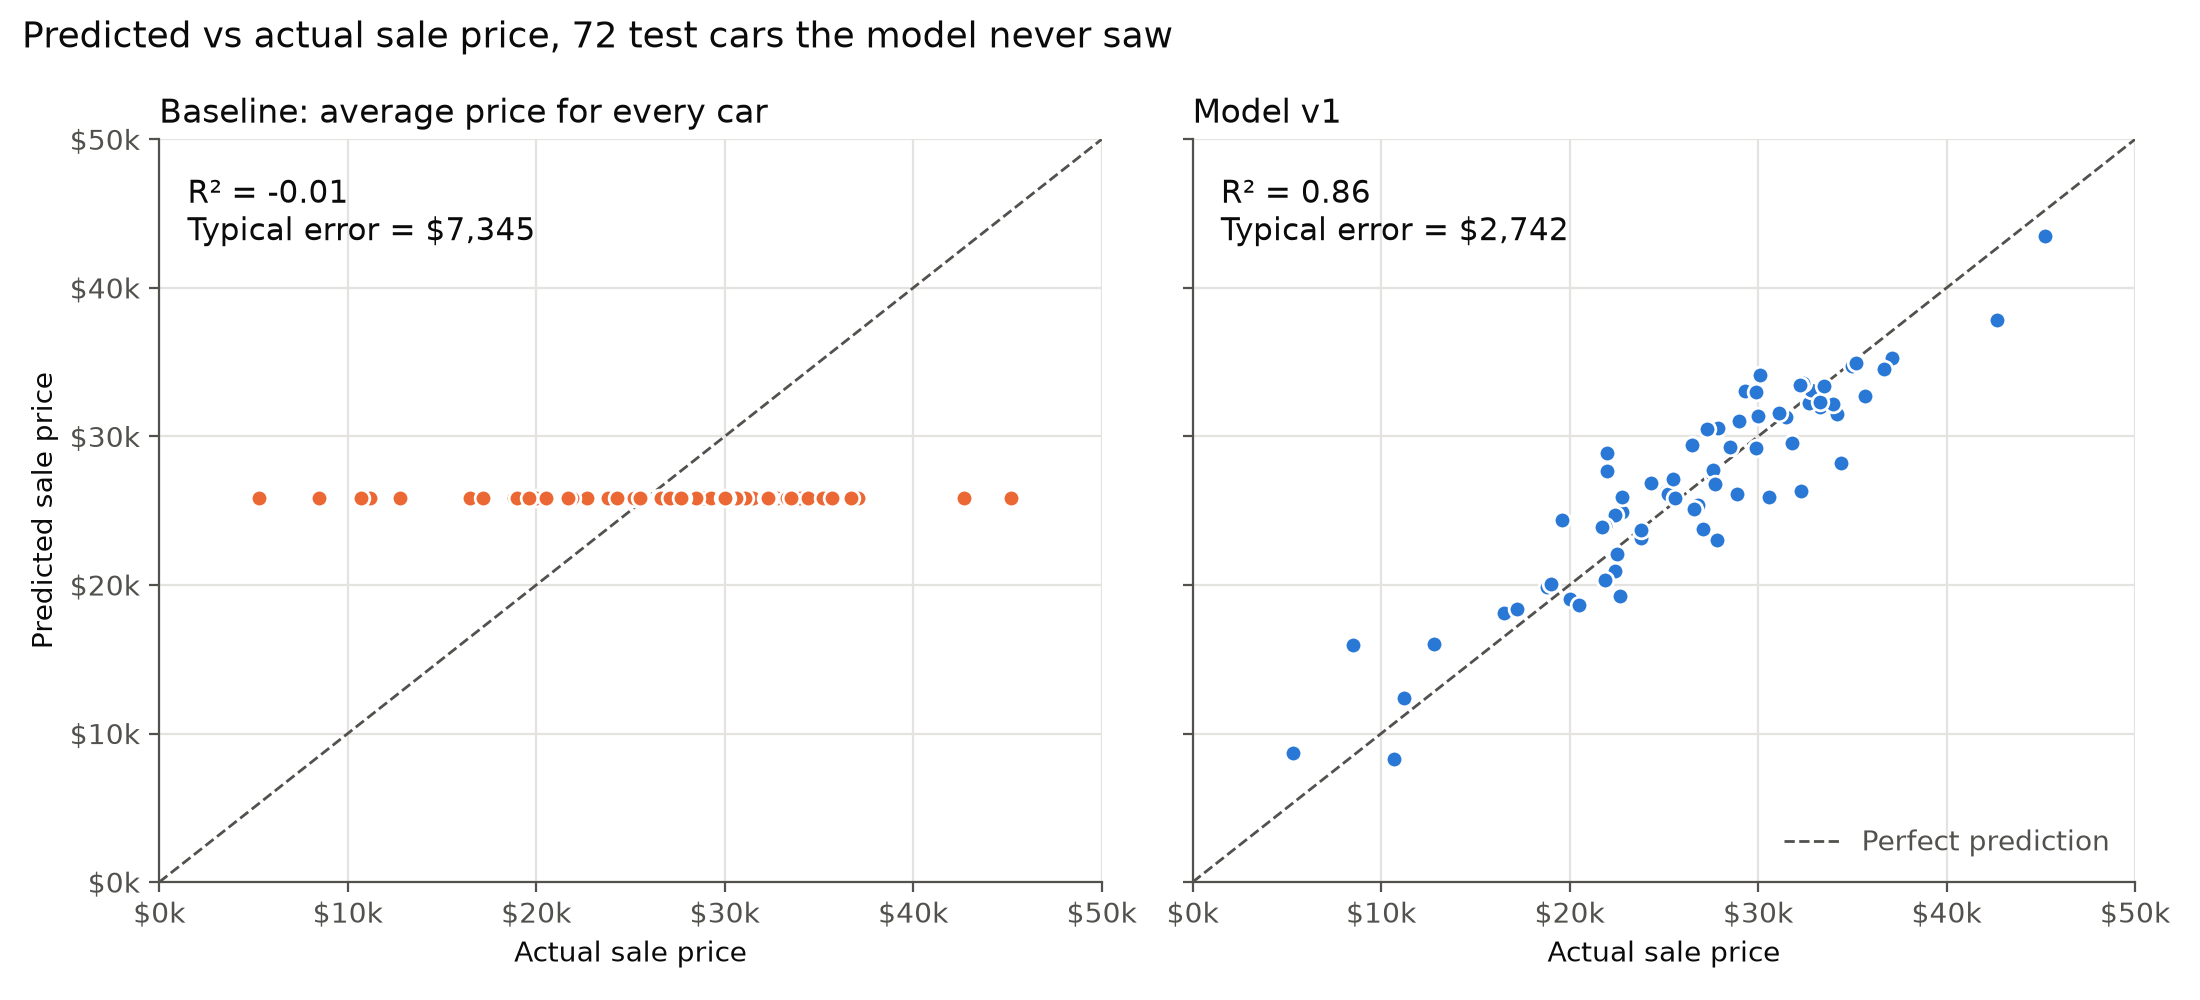 Predicted vs actual sale price, 72 test cars the model never saw
Baseline: average price for every car
R² = -0.01
Typical error = $7,345
Predicted sale price
$50k
$40k
$30k
$20k
$10k
$0k
$0k $10k $20k $30k $40k $50k
Actual sale price
Model v1
R² = 0.86
Typical error = $2,742
Perfect prediction
$0k $10k $20k $30k $40k $50k
Actual sale price